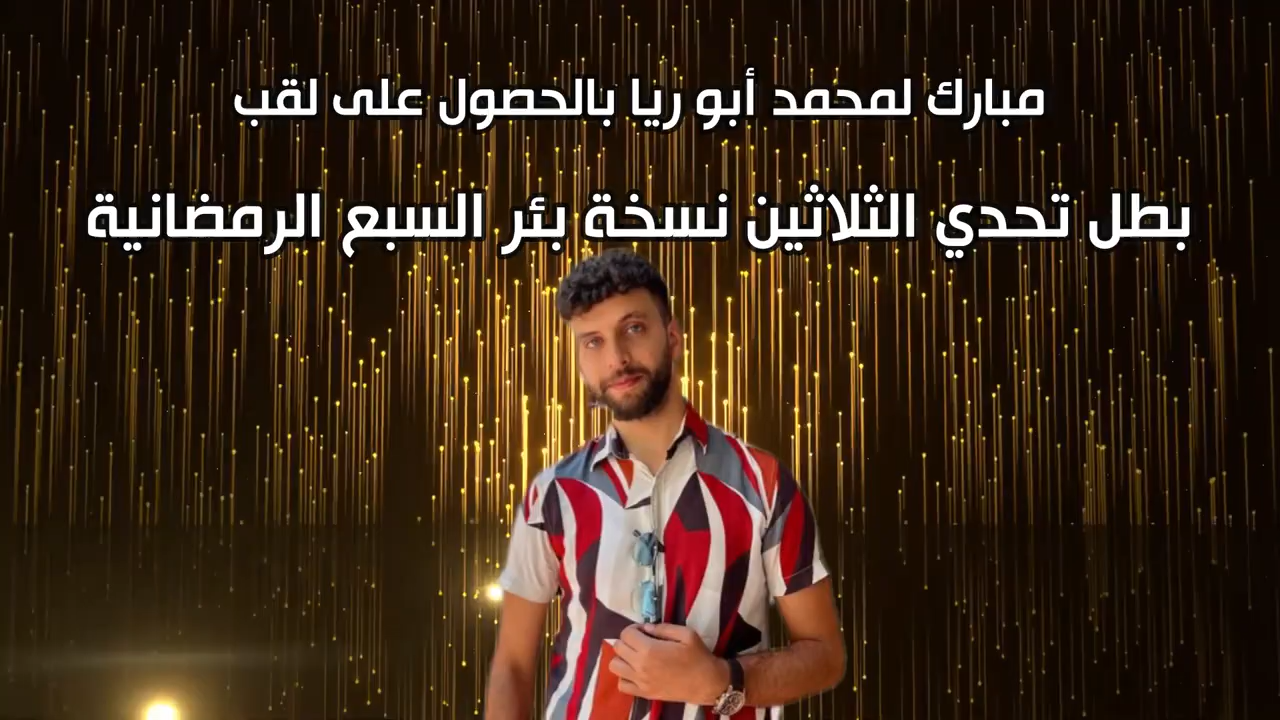 مبارك لمحمد أبو ريا بالحصول على لقب
بطل تحدي الثلاثين نسخة بئر السبع الرمضانية